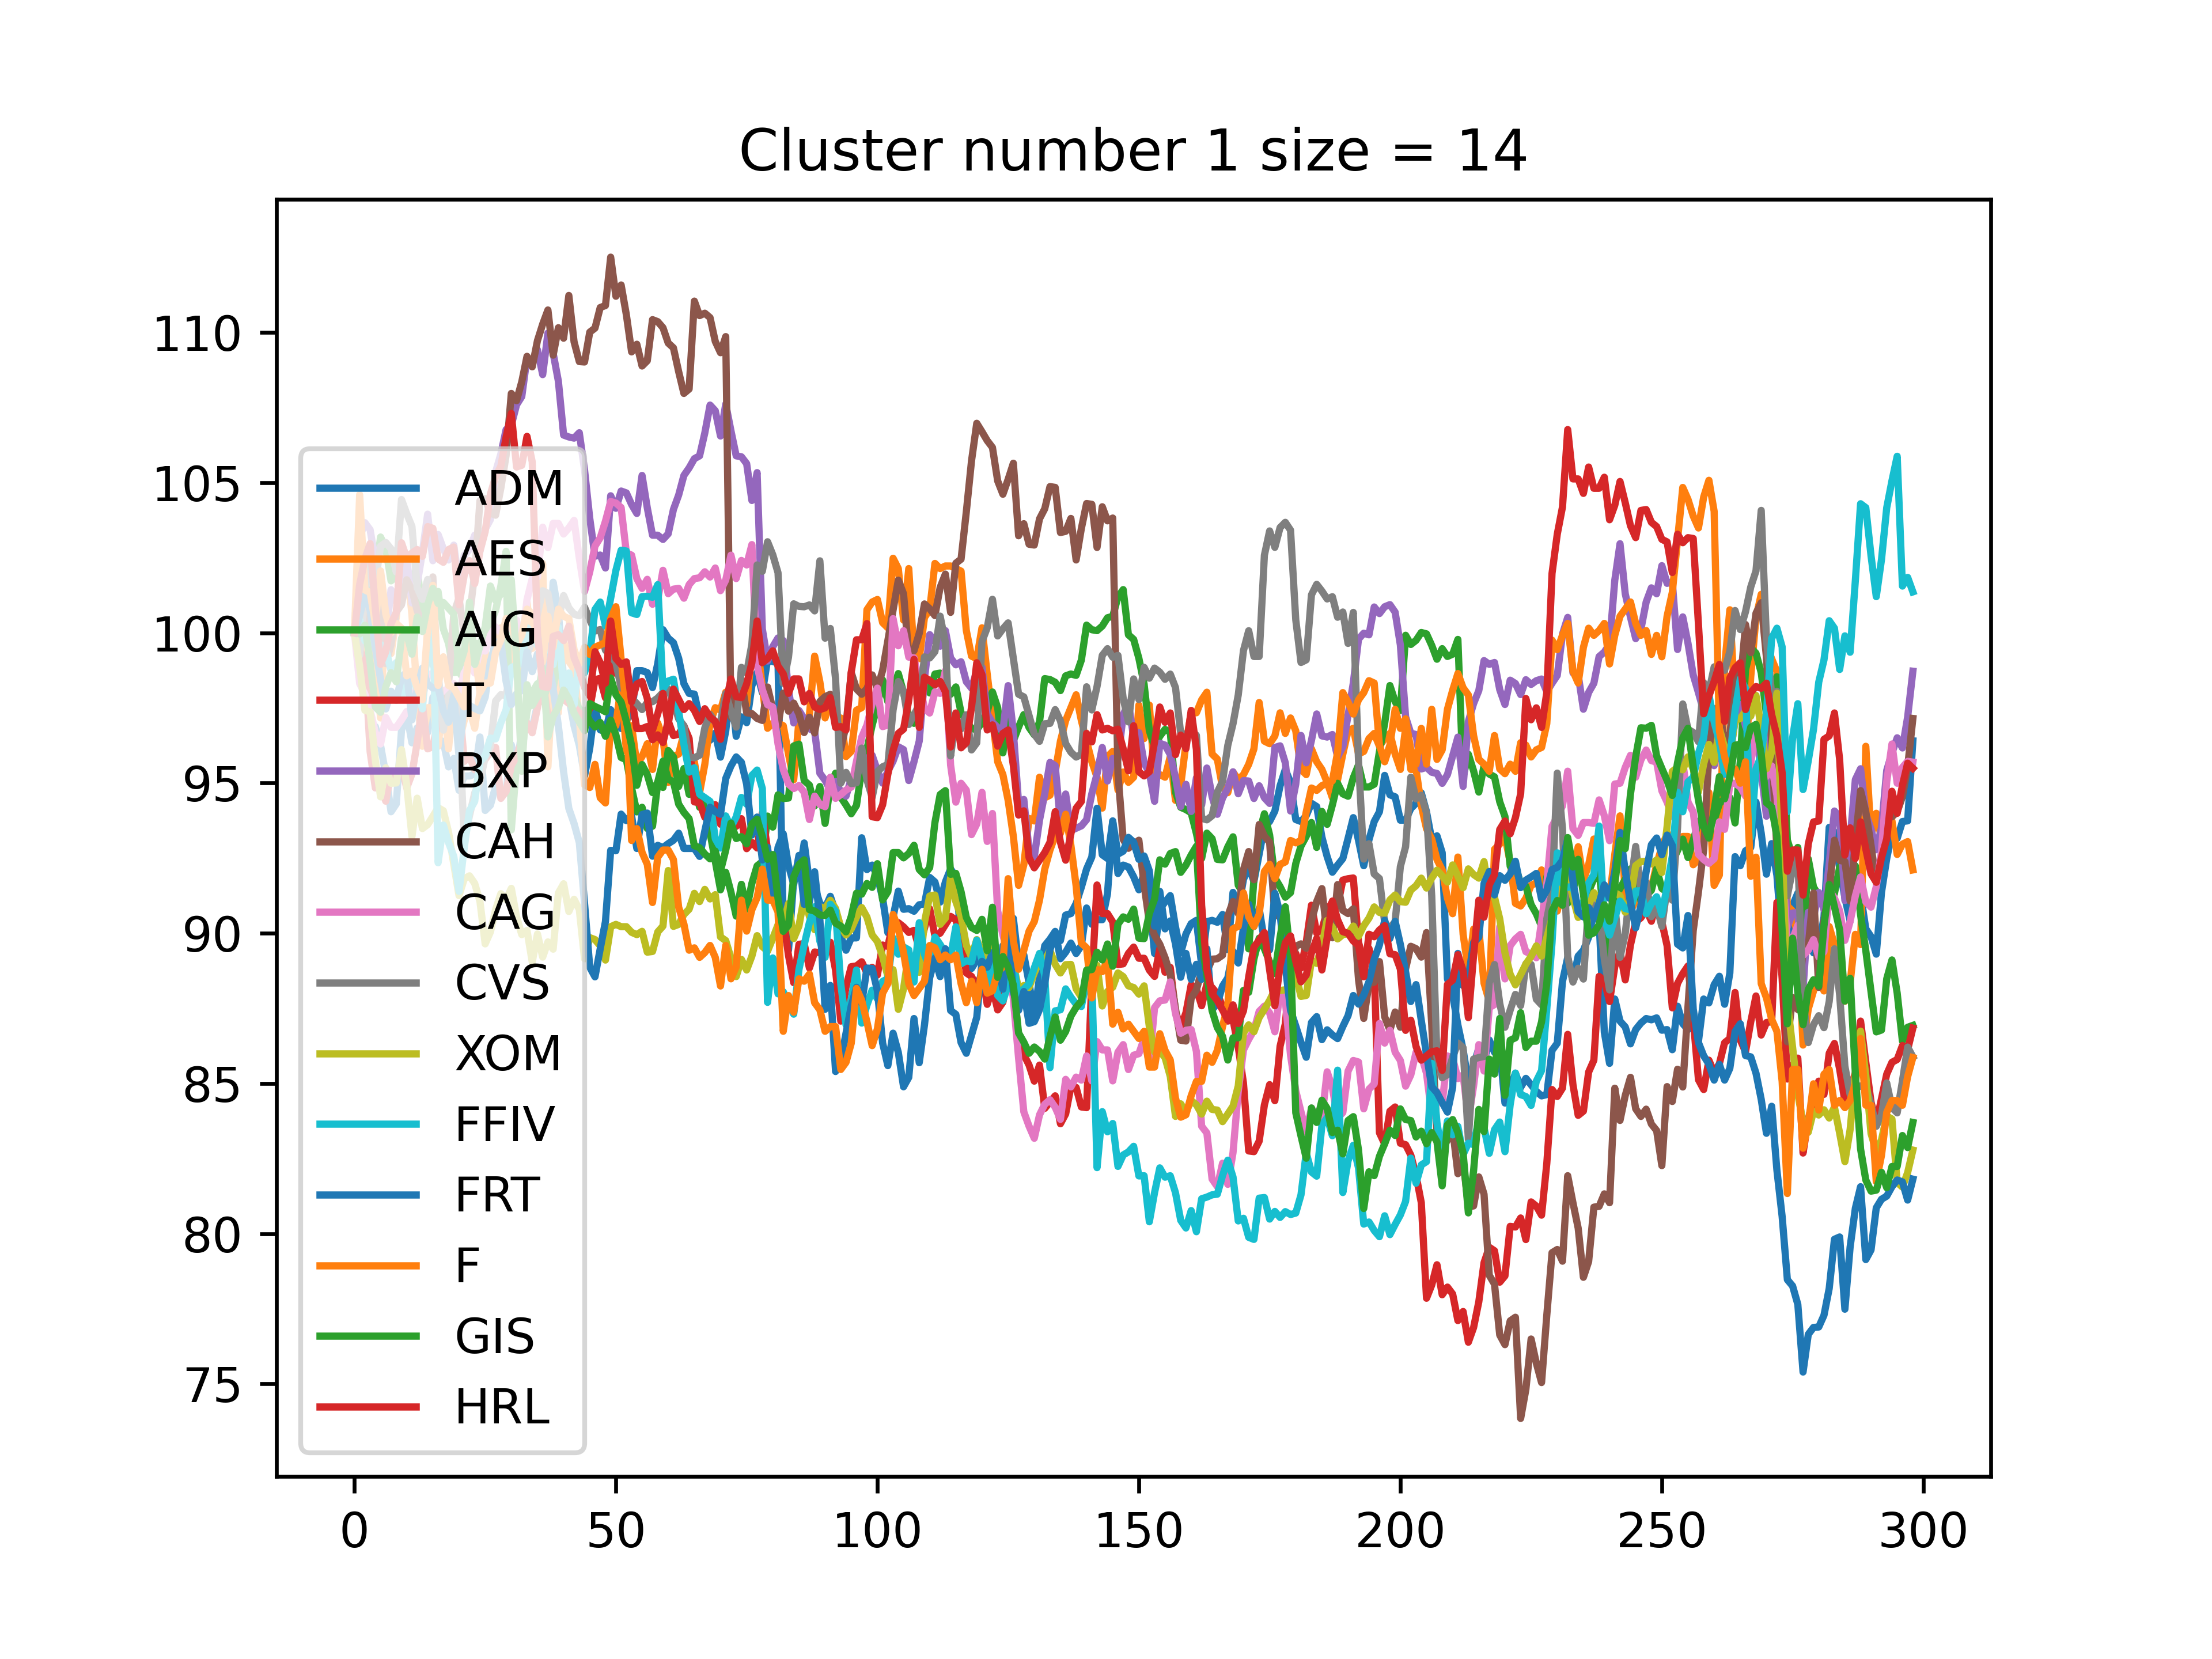 Cluster number 1 size = 14
110
105
100
95
90
85
80
75
ADM
AES
AIG
T
BXP
CAH
CAG
CVS
XOM
FFIV
FRT
F
GIS
HRL
0 50 100 150 200 250 300